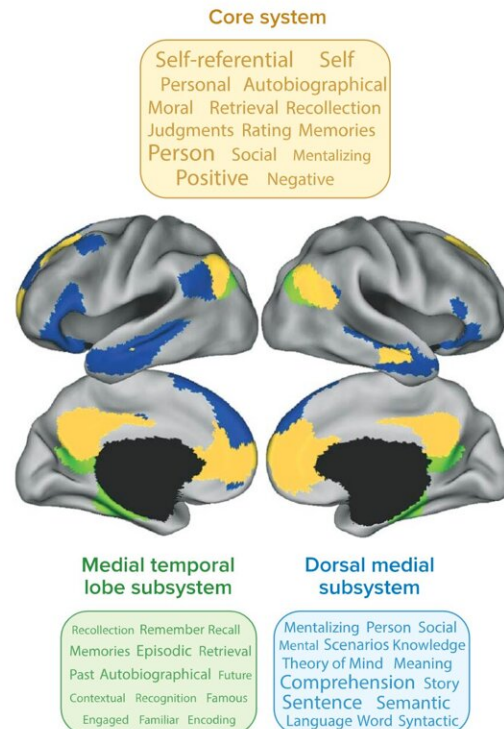 Core system
Self-referential Self
Personal Autobiographical
Moral Retrieval Recollection
Judgments Rating Memories
Person Social Mentalizing
Positive Negative
Medial temporal
lobe subsystem
Recollection Remember Recall
Memories Episodic Retrieval
Past Autobiographical Future
Contextual Recognition Famous
Engaged Familiar Encoding
Dorsal medial
subsystem
Mentalizing Person Social
Mental Scenarios Knowledge
Theory of Mind Meaning
Comprehension Story
Sentence Semantic
Language Word Syntactic